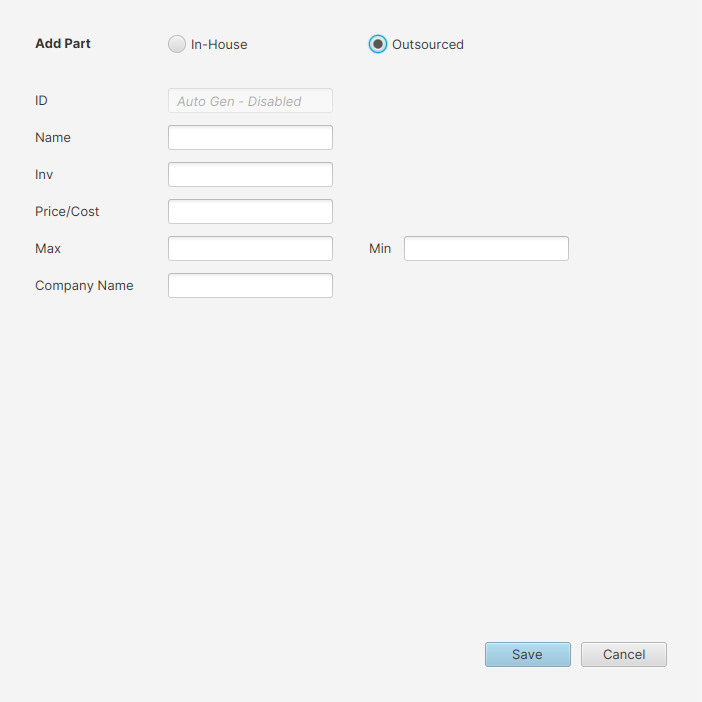 Add Part In-House Outsourced
ID Auto Gen - Disabled
Name
Inv
Price/Cost
Max Min
Company Name
Save Cancel